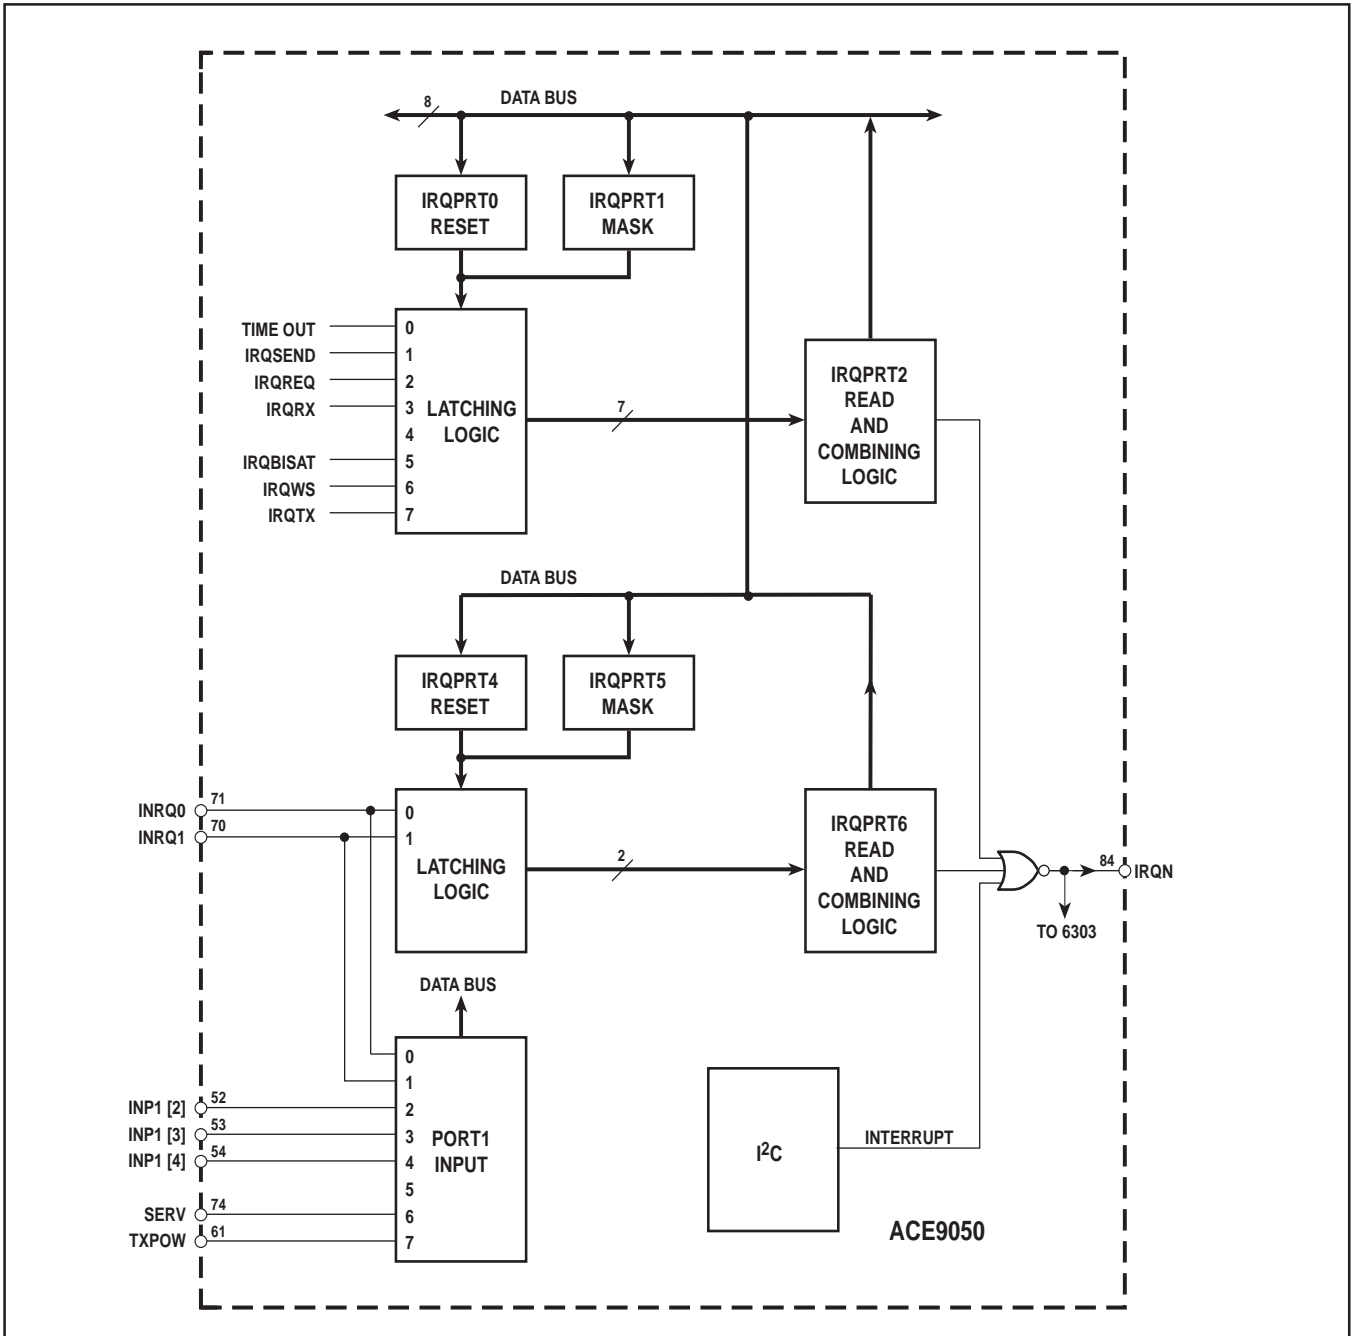 8
DATA BUS
IRQPRT0
RESET
IRQPRT1
MASK
TIME OUT
IRQSEND
IRQREQ
IRQRX
IRQBISAT
IRQWS
IRQTX
0
1
2
3
4
5
6
7
LATCHING
LOGIC
7
IRQPRT2
READ
AND
COMBINING
LOGIC
DATA BUS
IRQPRT4
RESET
IRQPRT5
MASK
INRQ0
71
INRQ1
70
0
1
LATCHING
LOGIC
2
IRQPRT6
READ
AND
COMBINING
LOGIC
84
IRQN
TO 6303
DATA BUS
INP1 [2]
52
INP1 [3]
53
INP1 [4]
54
SERV
74
TXPOW
61
0
1
2
3
4
5
6
7
PORT1
INPUT
I2C
INTERRUPT
ACE9050